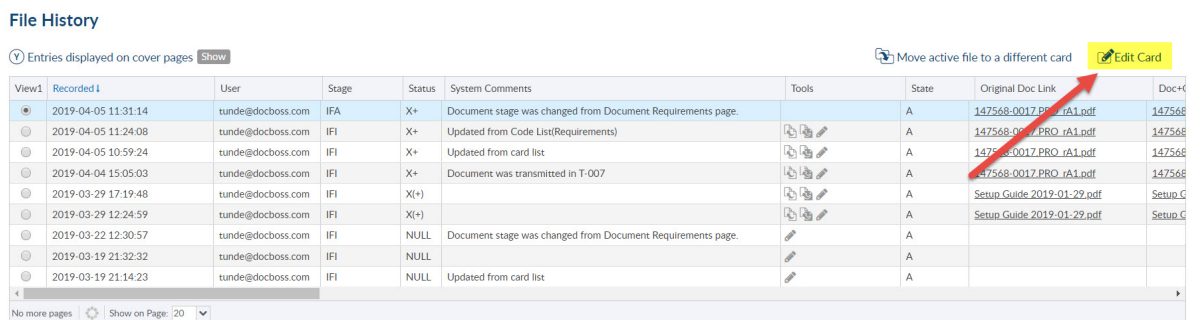 File History
Y Entries displayed on cover pages Show Move active file to a different card Edit Card
View1 Recorded↓ User Stage Status System Comments Tools State Original Doc Link Doc+C
2019-04-05 11:31:14 tunde@docboss.com IFA X+ Document stage was changed from Document Requirements page. A 147568-0017.PRO_rA1.pdf 147568
2019-04-05 11:24:08 tunde@docboss.com IFI X+ Updated from Code List(Requirements) A 147568-0017.PRO_rA1.pdf 147568
2019-04-05 10:59:24 tunde@docboss.com IFI X+ Updated from card list A 147568-0017.PRO_rA1.pdf 147568
2019-04-04 15:05:03 tunde@docboss.com IFI X+ Document was transmitted in T-007 A 147568-0017.PRO_rA1.pdf 147568
2019-03-29 17:19:48 tunde@docboss.com IFI X(+) A Setup Guide 2019-01-29.pdf Setup G
2019-03-29 12:24:59 tunde@docboss.com IFI X(+) A Setup Guide 2019-01-29.pdf Setup G
2019-03-22 12:30:57 tunde@docboss.com IFI NULL Document stage was changed from Document Requirements page. A
2019-03-19 21:32:32 tunde@docboss.com IFI NULL A
2019-03-19 21:14:23 tunde@docboss.com IFI NULL Updated from card list A
No more pages Show on Page: 20